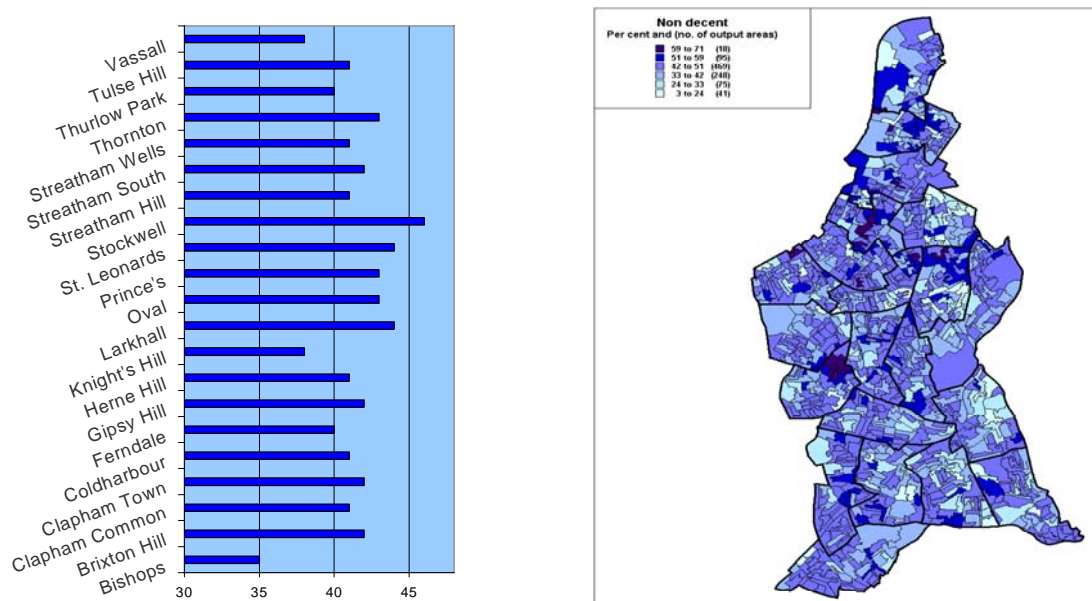 Vassall
Tulse Hill
Thurlow Park
Thornton
Streatham Wells
Streatham South
Streatham Hill
Stockwell
St. Leonards
Prince's
Oval
Larkhall
Knight's Hill
Herne Hill
Gipsy Hill
Ferndale
Coldharbour
Clapham Town
Clapham Common
Brixton Hill
Bishops
30 35 40 45
Non decent
Per cent and (no. of output areas)
59 to 71 (18)
51 to 59 (95)
42 to 51 (469)
33 to 42 (248)
24 to 33 (75)
3 to 24 (41)